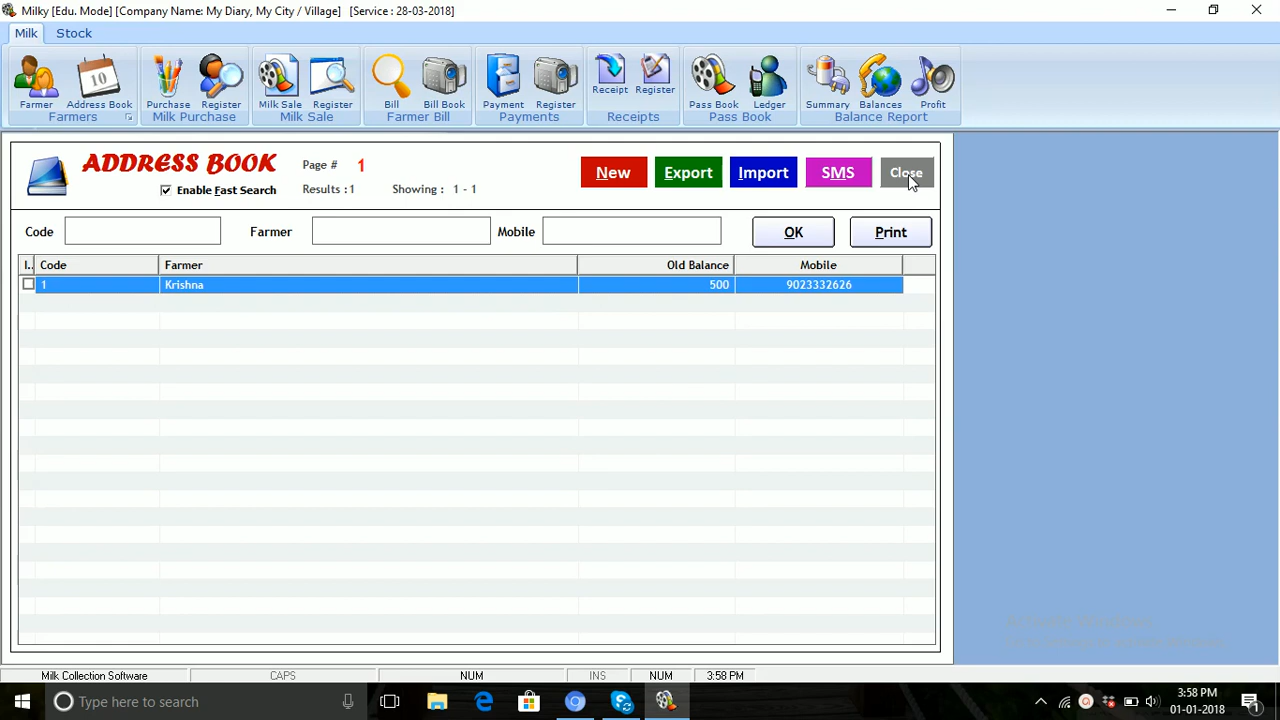 Milky [Edu. Mode] [Company Name: My Diary, My City / Village] [Service : 28-03-2018]
Milk Stock
Farmer Address Book Purchase Register Milk Sale Register Bill Bill Book Payment Register Receipt Register Pass Book Ledger Summary Balances Profit
Farmers Milk Purchase Milk Sale Farmer Bill Payments Receipts Pass Book Balance Report
ADDRESS BOOK Page # 1 New Export Import SMS Close
Enable Fast Search Results :1 Showing : 1 - 1
Code Farmer Mobile OK Print
I.. Code Farmer Old Balance Mobile
1 Krishna 500 9023332626
Milk Collection Software CAPS NUM INS NUM 3:58 PM
Type here to search 3:58 PM
01-01-2018